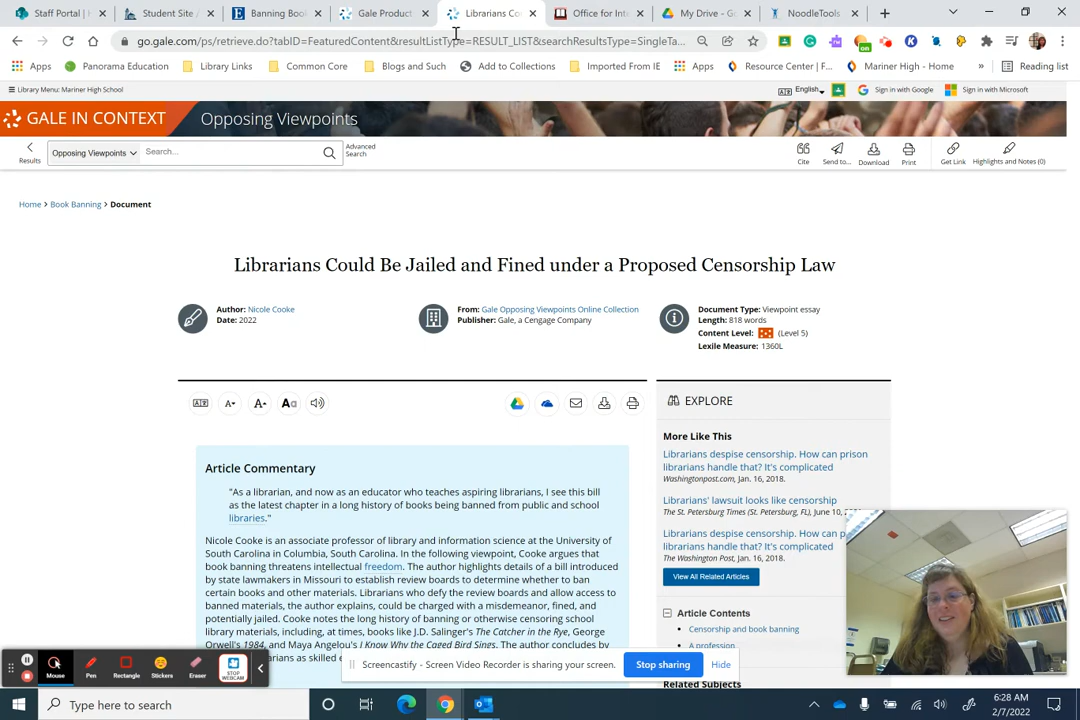 Staff Portal | H
Student Site /
Banning Boo
Gale Product
Librarians Co
Office for Int
My Drive - Go
NoodleTools
go.gale.com/ps/retrieve.do?tabID=FeaturedContent&resultListType=RESULT_LIST&searchResultsType=SingleTa...
Apps
Panorama Education
Library Links
Common Core
Blogs and Such
Add to Collections
Imported From IE
Apps
Resource Center | F...
Mariner High - Home
»
Reading list
Library Menu: Mariner High School
English
Sign in with Google
Sign in with Microsoft
GALE IN CONTEXT
Opposing Viewpoints
Results
Opposing Viewpoints
Search...
Advanced
Search
Cite
Send to...
Download
Print
Get Link
Highlights and Notes (0)
Home > Book Banning > Document
Librarians Could Be Jailed and Fined under a Proposed Censorship Law
Author: Nicole Cooke
Date: 2022
From: Gale Opposing Viewpoints Online Collection
Publisher: Gale, a Cengage Company
Document Type: Viewpoint essay
Length: 818 words
Content Level: (Level 5)
Lexile Measure: 1360L
Article Commentary
"As a librarian, and now as an educator who teaches aspiring librarians, I see this bill
as the latest chapter in a long history of books being banned from public and school
libraries."
Nicole Cooke is an associate professor of library and information science at the University of
South Carolina in Columbia, South Carolina. In the following viewpoint, Cooke argues that
book banning threatens intellectual freedom. The author highlights details of a bill introduced
by state lawmakers in Missouri to establish review boards to determine whether to ban
certain books and other materials. Librarians who defy the review boards and allow access to
banned materials, the author explains, could be charged with a misdemeanor, fined, and
potentially jailed. Cooke notes the long history of banning or otherwise censoring school
library materials, including, at times, books like J.D. Salinger's The Catcher in the Rye, George
Orwell's 1984, and Maya Angelou's I Know Why the Caged Bird Sings. The author concludes by
arians as skilled e
EXPLORE
More Like This
Librarians despise censorship. How can prison
librarians handle that? It's complicated
Washingtonpost.com, Jan. 16, 2018.
Librarians' lawsuit looks like censorship
The St. Petersburg Times (St. Petersburg, FL), June 10,
Librarians despise censorship. How can p
librarians handle that? It's complicated
The Washington Post, Jan. 16, 2018.
View All Related Articles
Article Contents
Censorship and book banning
A profession
Related Subjects
Mouse
Pen
Rectangle
Stickers
Eraser
STOP
WEBCAM
Screencastify - Screen Video Recorder is sharing your screen.
Stop sharing
Hide
Type here to search
6:28 AM
2/7/2022